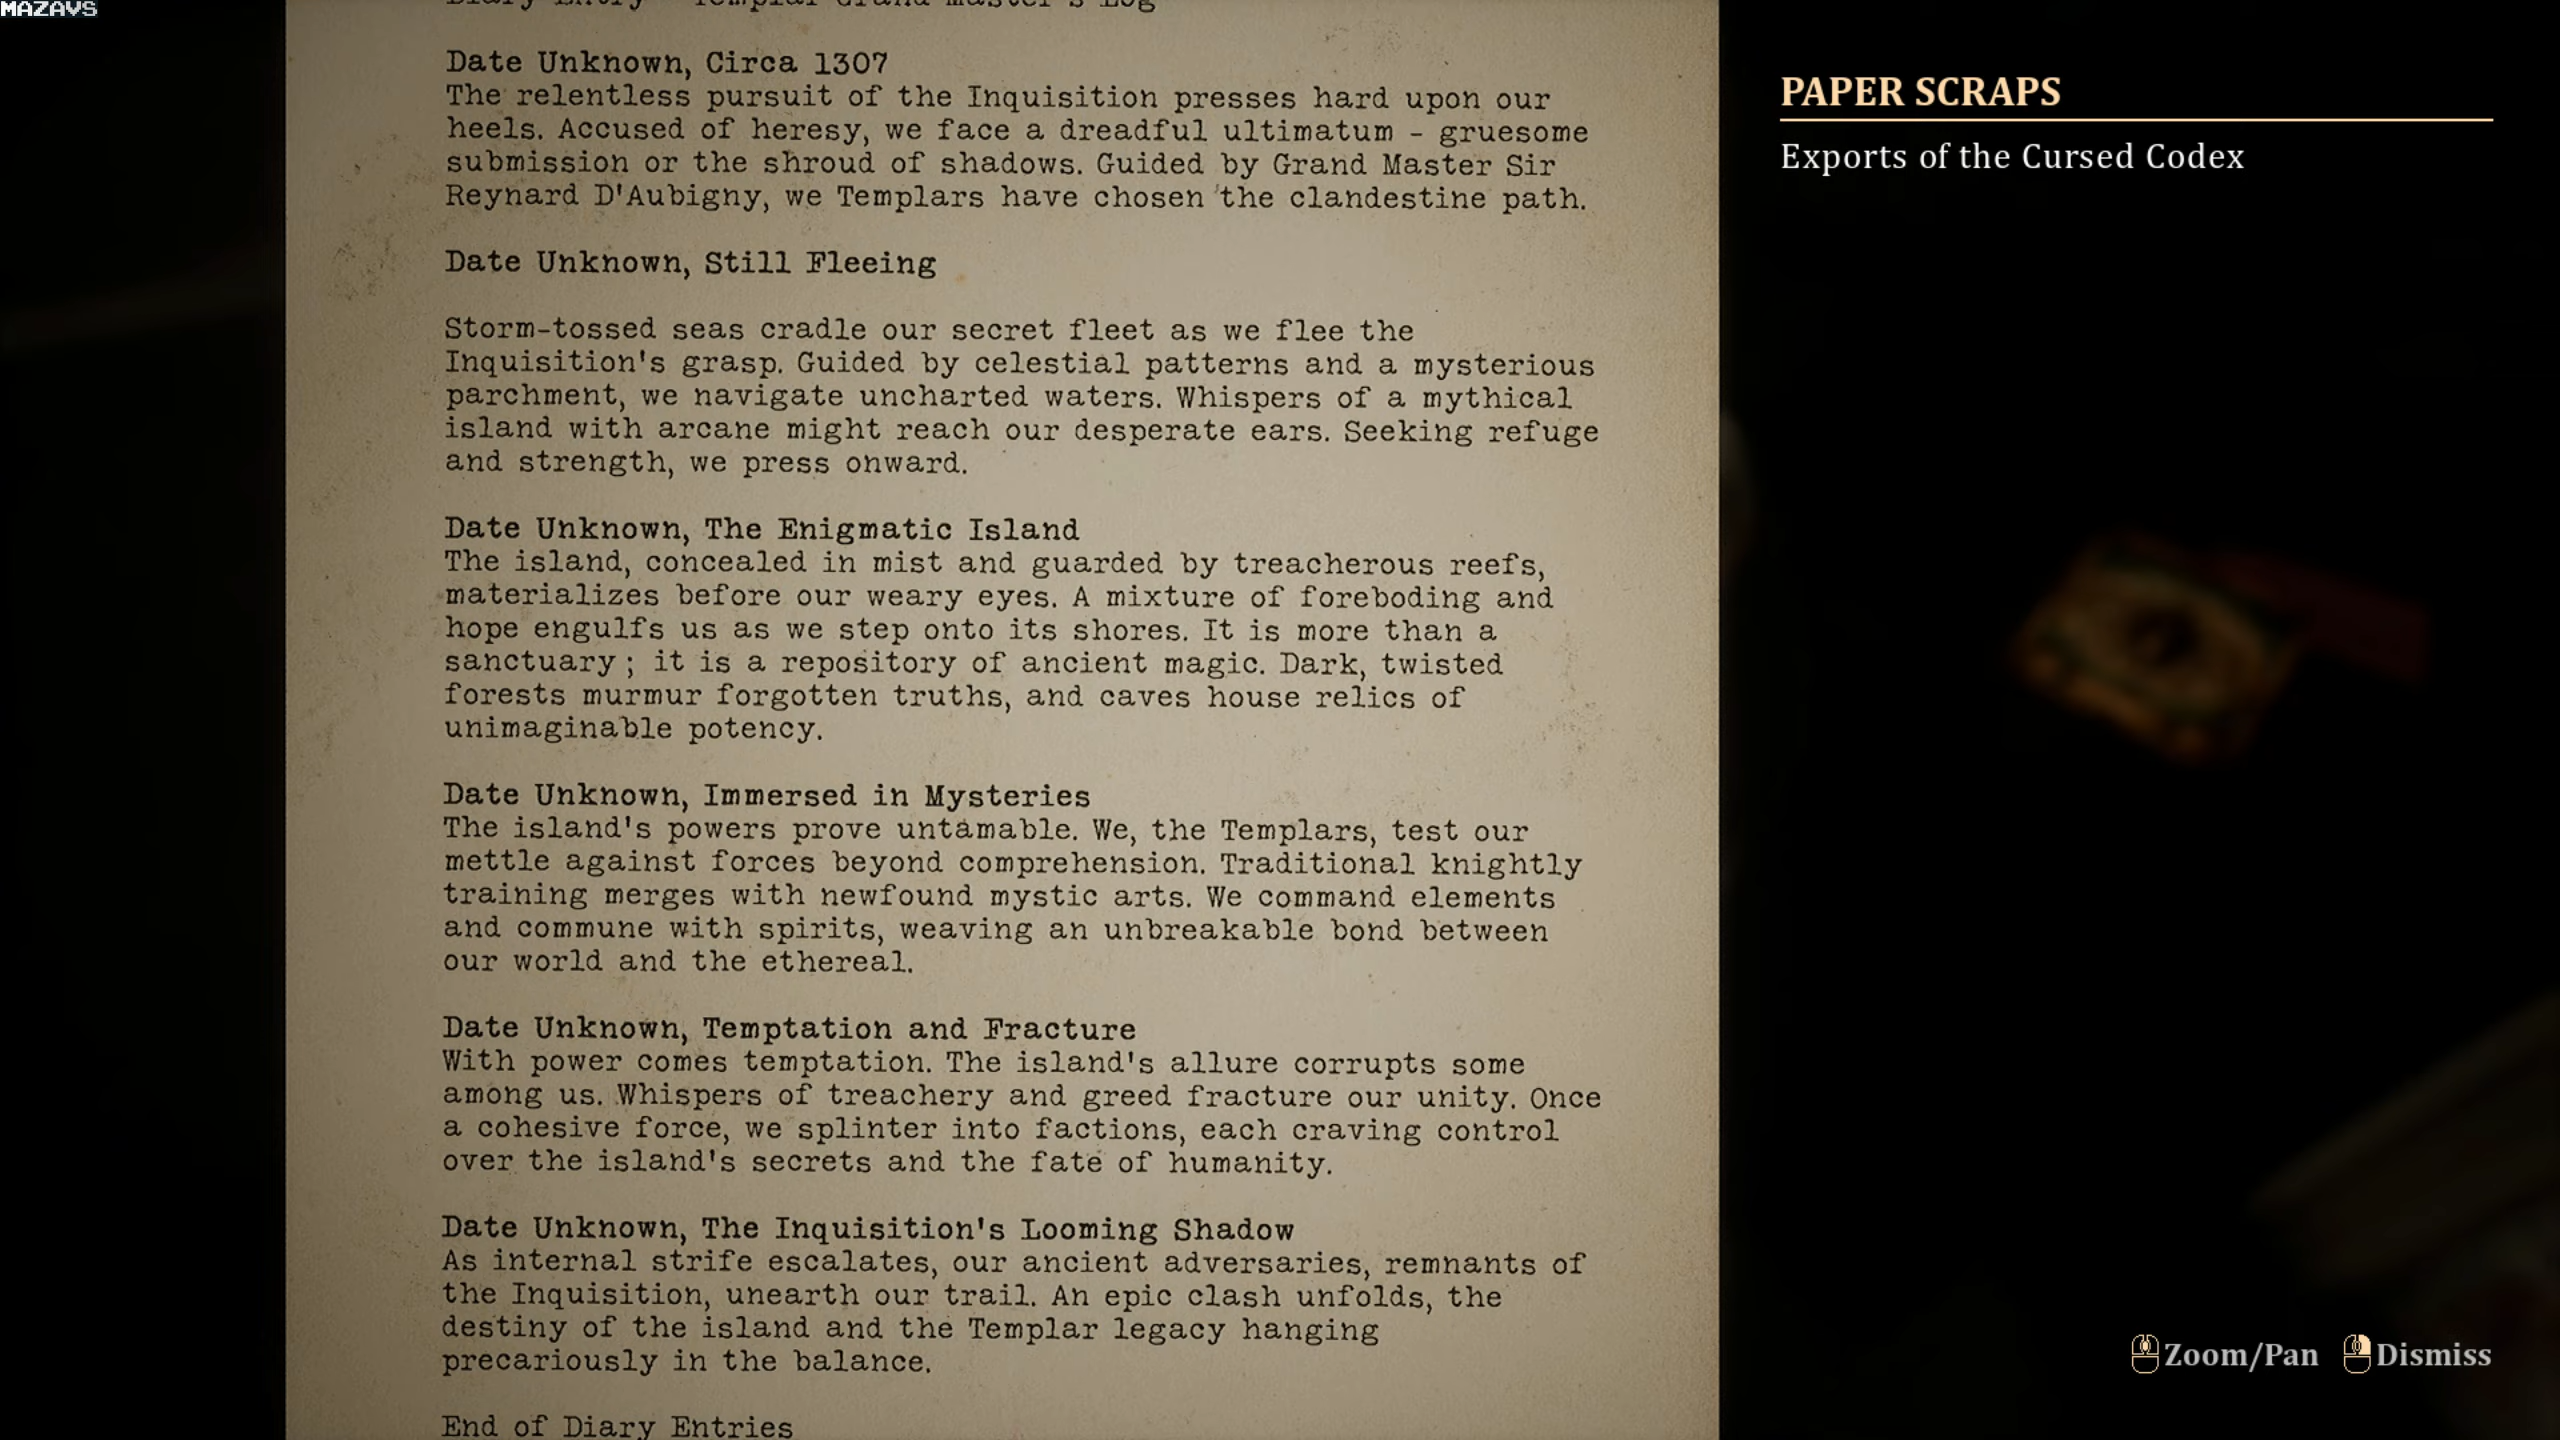 MAZAVS
Diary Entry - Templar Grand Master's Log
Date Unknown, Circa 1307
The relentless pursuit of the Inquisition presses hard upon our
heels. Accused of heresy, we face a dreadful ultimatum - gruesome
submission or the shroud of shadows. Guided by Grand Master Sir
Reynard D'Aubigny, we Templars have chosen the clandestine path.
Date Unknown, Still Fleeing
Storm-tossed seas cradle our secret fleet as we flee the
Inquisition's grasp. Guided by celestial patterns and a mysterious
parchment, we navigate uncharted waters. Whispers of a mythical
island with arcane might reach our desperate ears. Seeking refuge
and strength, we press onward.
Date Unknown, The Enigmatic Island
The island, concealed in mist and guarded by treacherous reefs,
materializes before our weary eyes. A mixture of foreboding and
hope engulfs us as we step onto its shores. It is more than a
sanctuary; it is a repository of ancient magic. Dark, twisted
forests murmur forgotten truths, and caves house relics of
unimaginable potency.
Date Unknown, Immersed in Mysteries
The island's powers prove untamable. We, the Templars, test our
mettle against forces beyond comprehension. Traditional knightly
training merges with newfound mystic arts. We command elements
and commune with spirits, weaving an unbreakable bond between
our world and the ethereal.
Date Unknown, Temptation and Fracture
With power comes temptation. The island's allure corrupts some
among us. Whispers of treachery and greed fracture our unity. Once
a cohesive force, we splinter into factions, each craving control
over the island's secrets and the fate of humanity.
Date Unknown, The Inquisition's Looming Shadow
As internal strife escalates, our ancient adversaries, remnants of
the Inquisition, unearth our trail. An epic clash unfolds, the
destiny of the island and the Templar legacy hanging
precariously in the balance.
End of Diary Entries
PAPER SCRAPS
Exports of the Cursed Codex
Zoom/Pan Dismiss